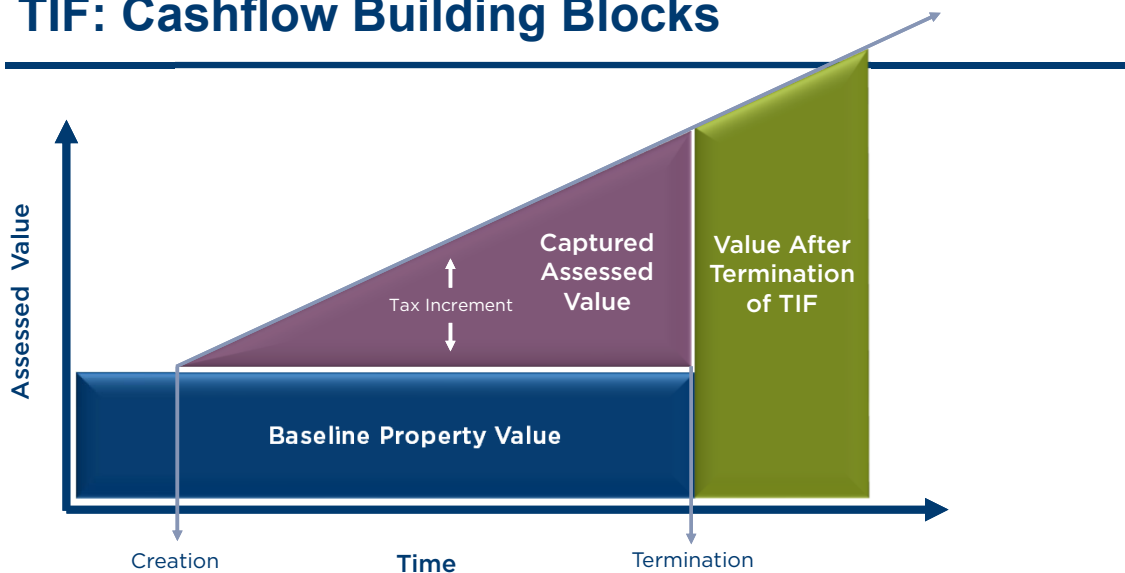 TIF: Cashflow Building Blocks
Assessed Value
Captured
Assessed
Value
Tax Increment
Value After
Termination
of TIF
Baseline Property Value
Creation
Time
Termination